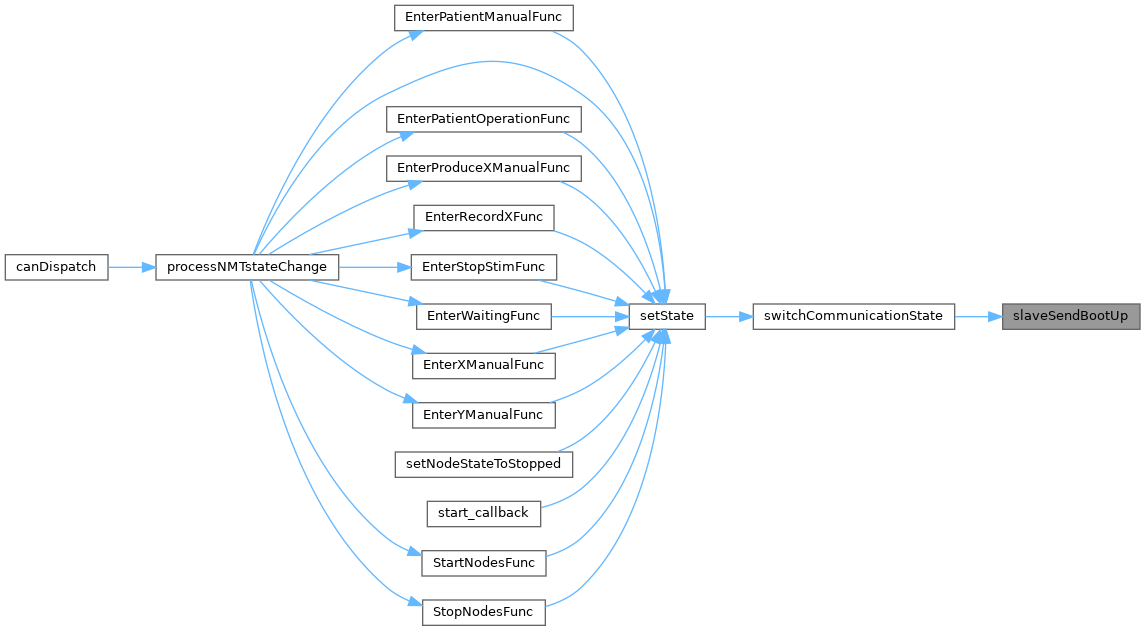 EnterPatientManualFunc
EnterPatientOperationFunc
EnterProduceXManualFunc
EnterRecordXFunc
canDispatch
processNMTstateChange
EnterStopStimFunc
EnterWaitingFunc
setState
switchCommunicationState
slaveSendBootUp
EnterXManualFunc
EnterYManualFunc
setNodeStateToStopped
start_callback
StartNodesFunc
StopNodesFunc